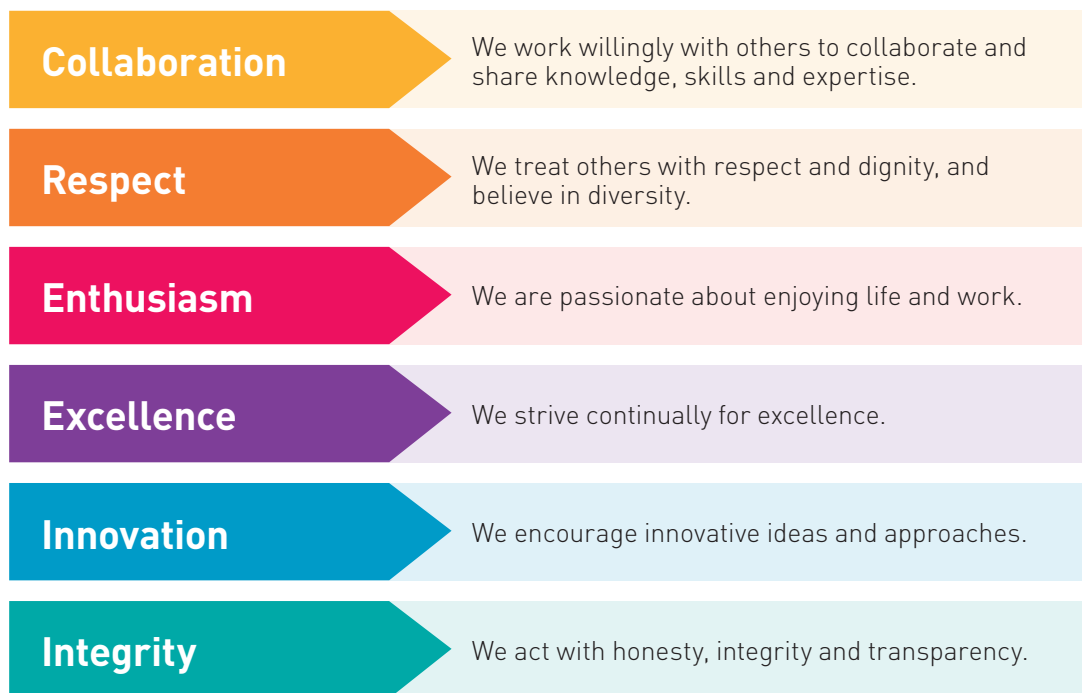 Collaboration
We work willingly with others to collaborate and
share knowledge, skills and expertise.
Respect
We treat others with respect and dignity, and
believe in diversity.
Enthusiasm
We are passionate about enjoying life and work.
Excellence
We strive continually for excellence.
Innovation
We encourage innovative ideas and approaches.
Integrity
We act with honesty, integrity and transparency.